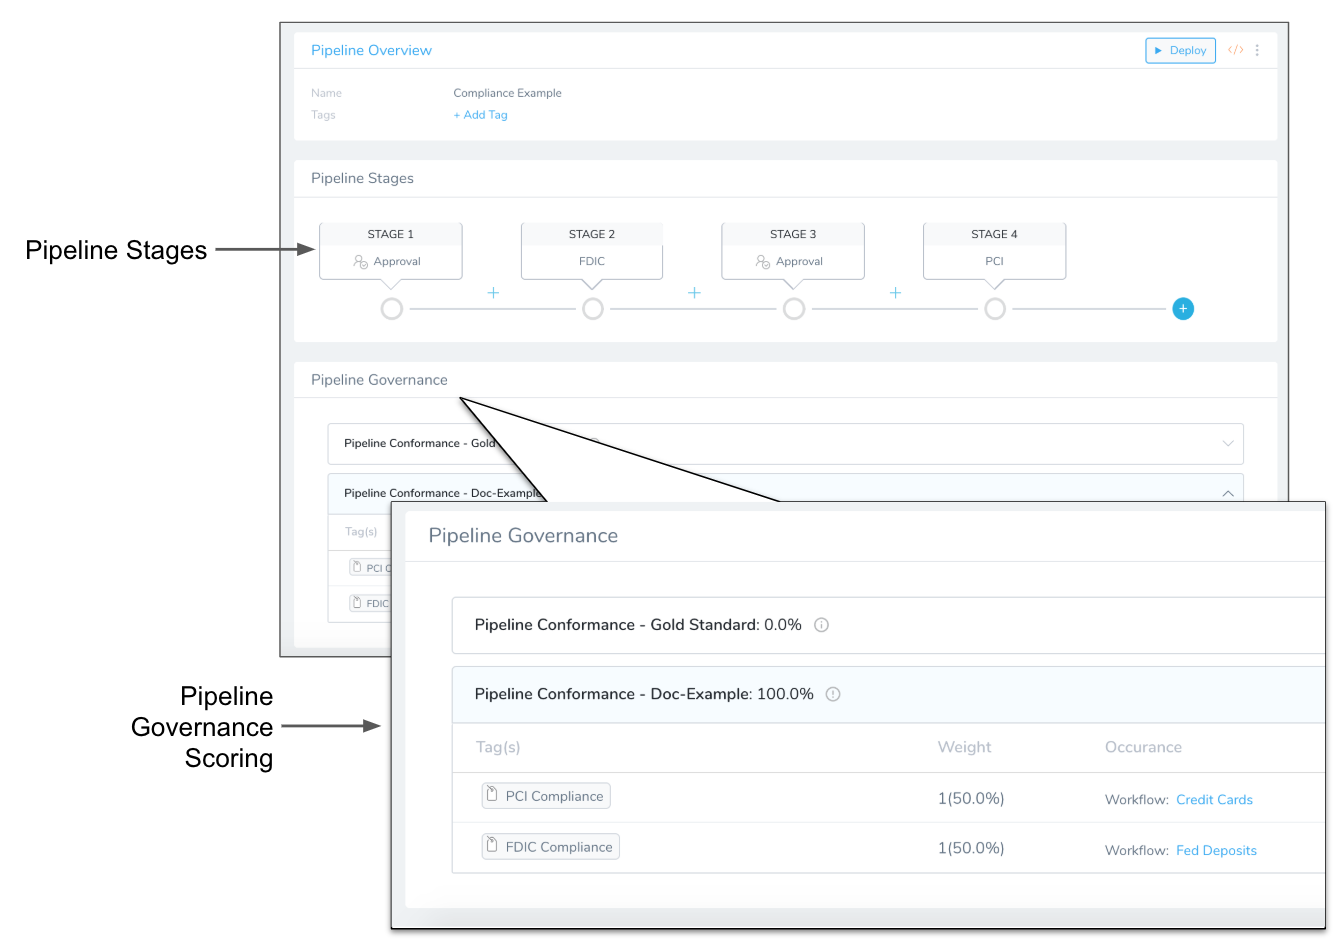 Pipeline Overview
Deploy
</>
Name Compliance Example
Tags + Add Tag
Pipeline Stages
Pipeline Stages
STAGE 1 STAGE 2 STAGE 3 STAGE 4
Approval FDIC Approval PCI
Pipeline Governance
Pipeline Conformance - Gold
Pipeline Conformance - Doc-Example
Tag(s)
PCI C
FDIC
Pipeline Governance
Pipeline Conformance - Gold Standard: 0.0%
Pipeline Conformance - Doc-Example: 100.0%
Tag(s) Weight Occurance
PCI Compliance 1(50.0%) Workflow: Credit Cards
FDIC Compliance 1(50.0%) Workflow: Fed Deposits
Pipeline
Governance
Scoring